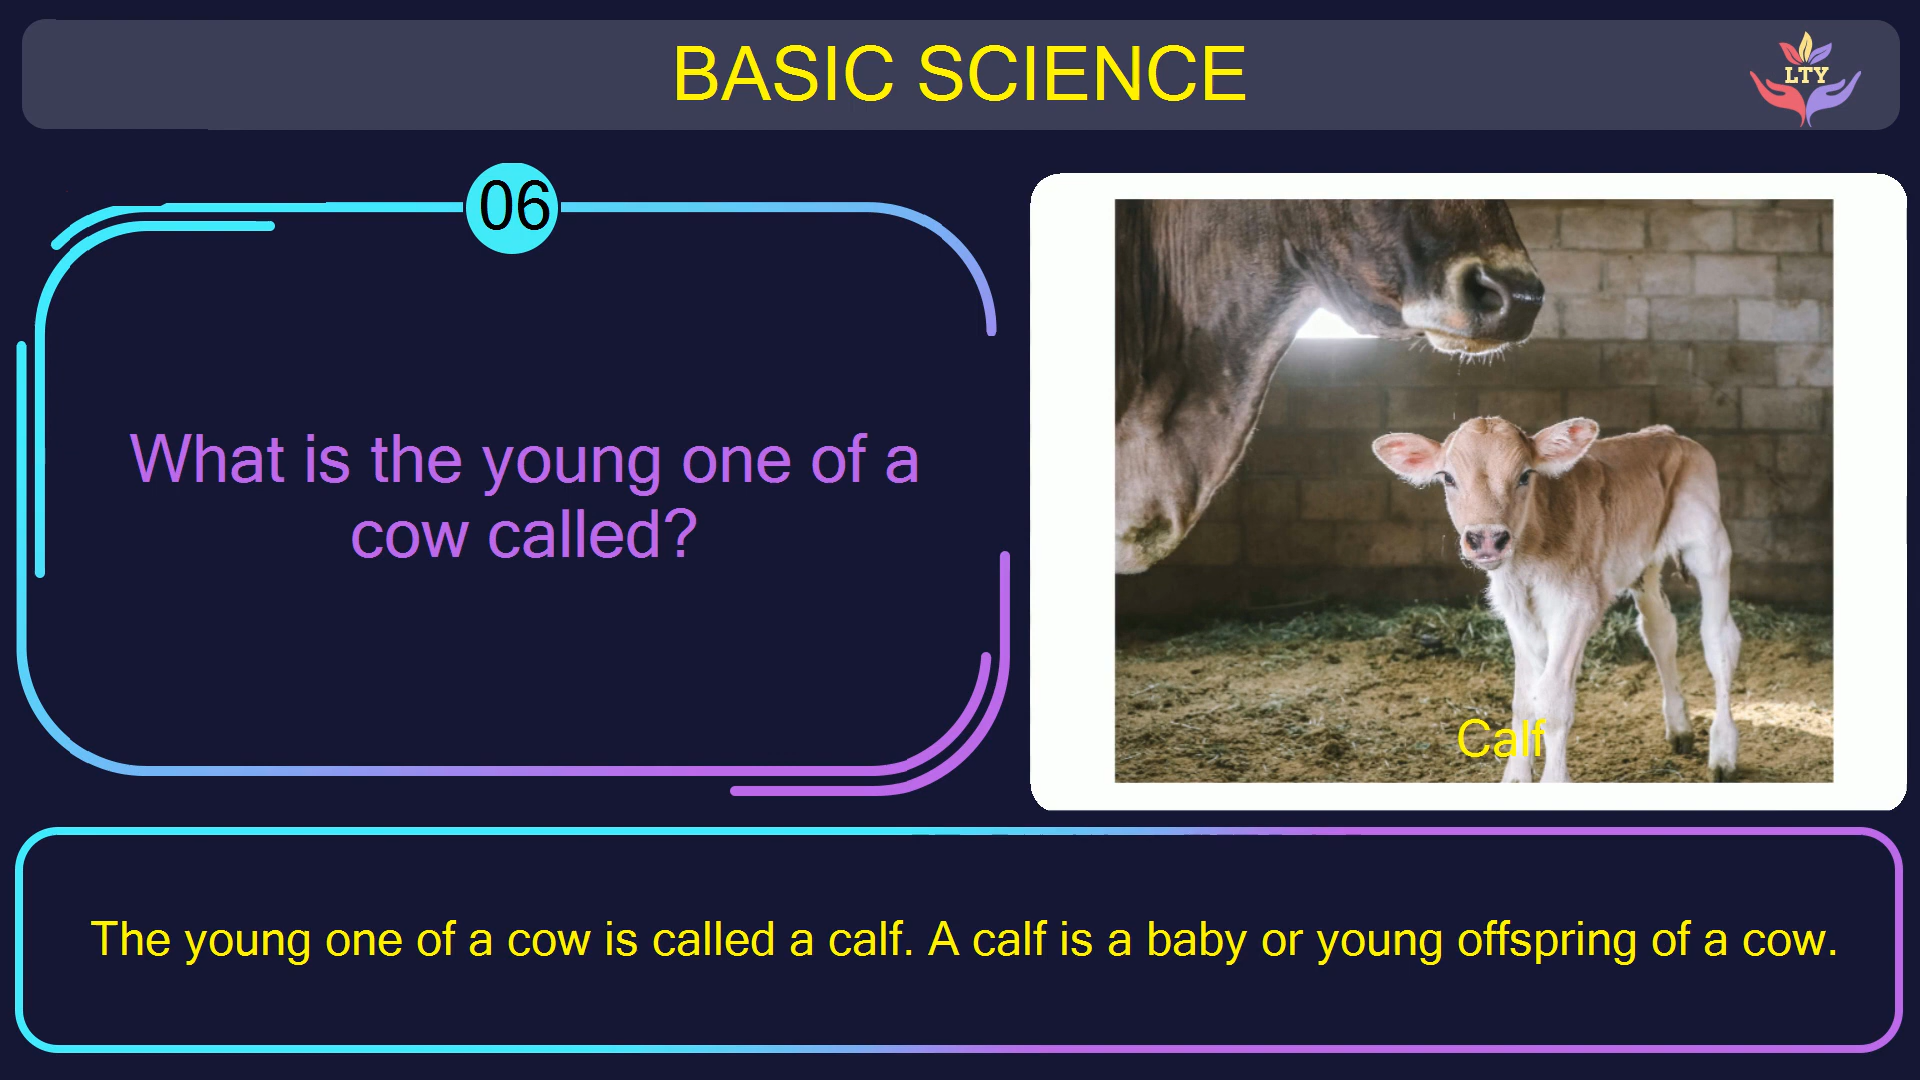 BASIC SCIENCE
LTY
06
What is the young one of a
cow called?
Calf
The young one of a cow is called a calf. A calf is a baby or young offspring of a cow.